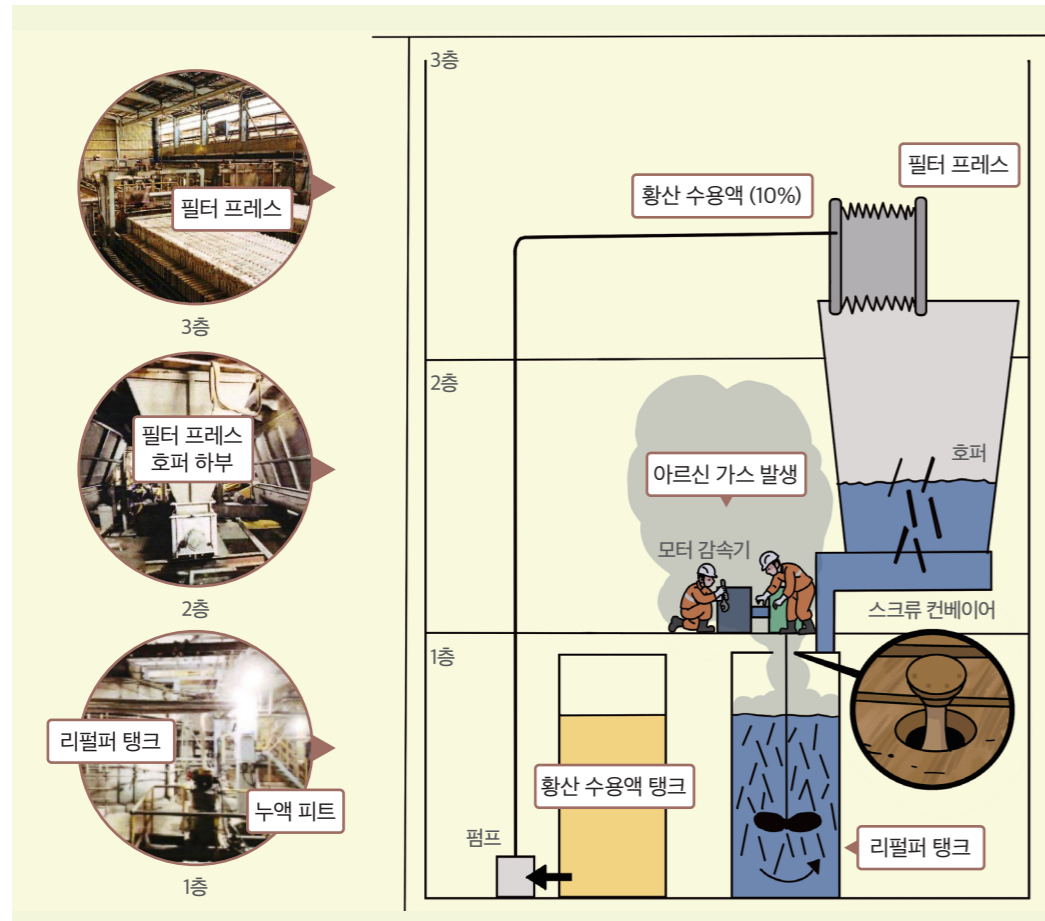 필터 프레스
3층
필터 프레스
호퍼 하부
2층
리펄퍼 탱크
누액 피트
1층
3층
황산 수용액 (10%)
필터 프레스
2층
아르신 가스 발생
호퍼
모터 감속기
스크류 컨베이어
1층
황산 수용액 탱크
펌프
리펄퍼 탱크